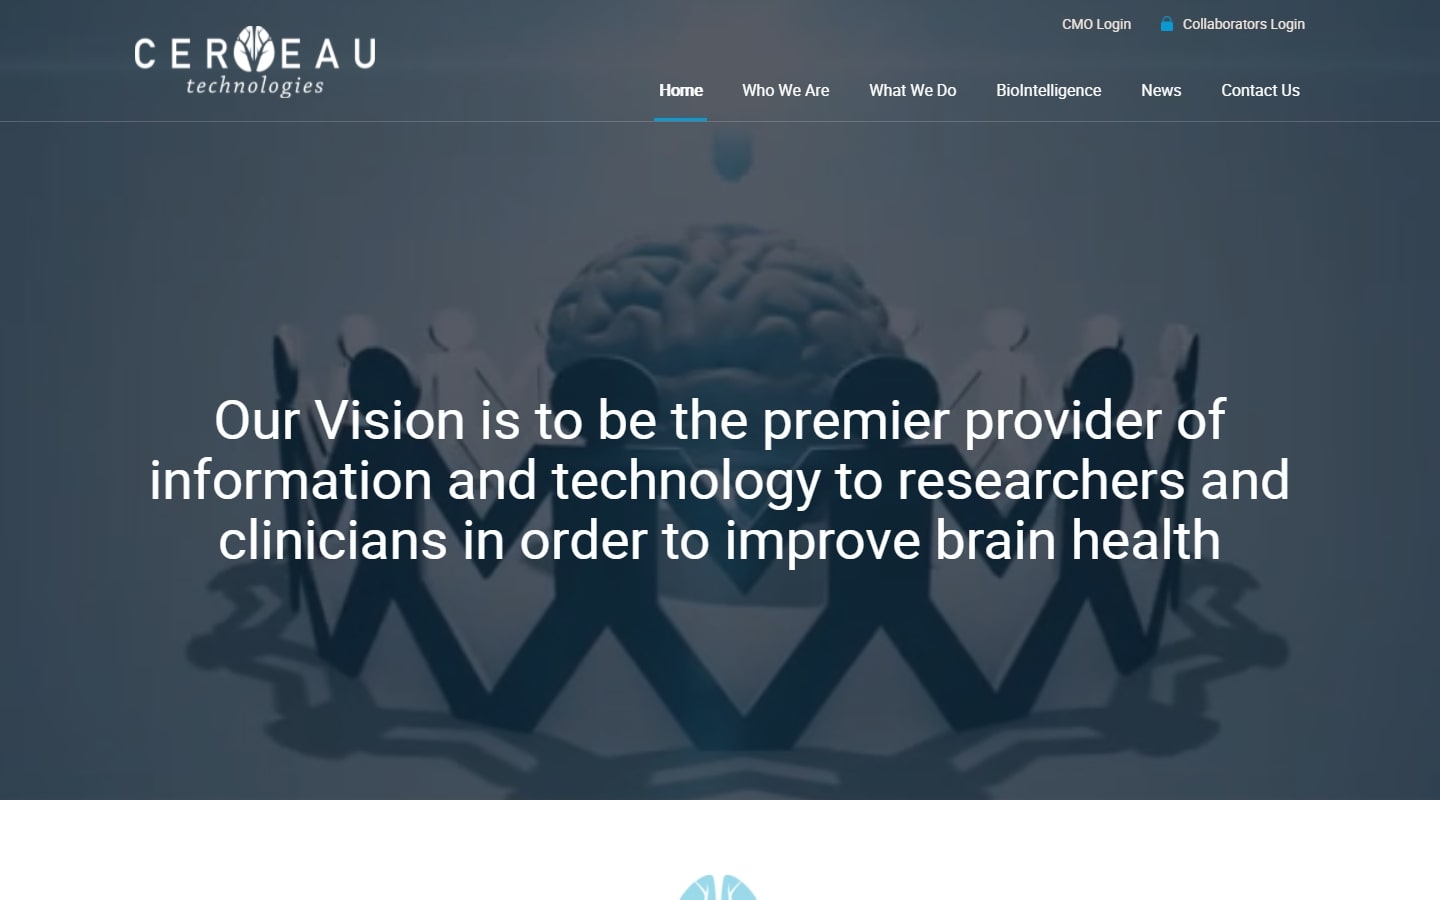 CMO Login
Collaborators Login
CERVEAU
technologies
Home
Who We Are
What We Do
BioIntelligence
News
Contact Us
Our Vision is to be the premier provider of
information and technology to researchers and
clinicians in order to improve brain health